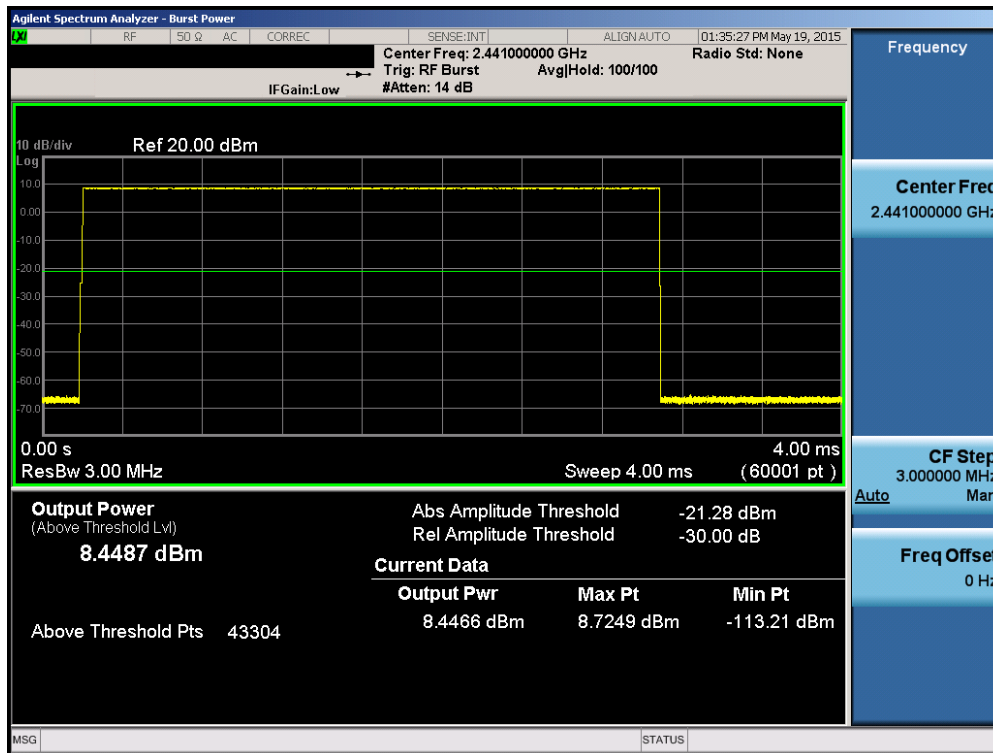 Agilent Spectrum Analyzer - Burst Power
LXI RF 50 Ω AC CORREC SENSE:INT ALIGN AUTO 01:35:27 PM May 19, 2015
Center Freq: 2.441000000 GHz Radio Std: None
Trig: RF Burst Avg|Hold: 100/100
IFGain:Low #Atten: 14 dB
10 dB/div Ref 20.00 dBm
Log
10.0
0.00
-10.0
-20.0
-30.0
-40.0
-50.0
-60.0
-70.0
0.00 s 4.00 ms
ResBw 3.00 MHz Sweep 4.00 ms (60001 pt)
Output Power
(Above Threshold Lvl)
8.4487 dBm
Above Threshold Pts 43304
Abs Amplitude Threshold -21.28 dBm
Rel Amplitude Threshold -30.00 dB
Current Data
Output Pwr Max Pt Min Pt
8.4466 dBm 8.7249 dBm -113.21 dBm
MSG STATUS
Frequency
Center Freq
2.441000000 GHz
CF Step
3.000000 MHz
Auto Man
Freq Offset
0 Hz